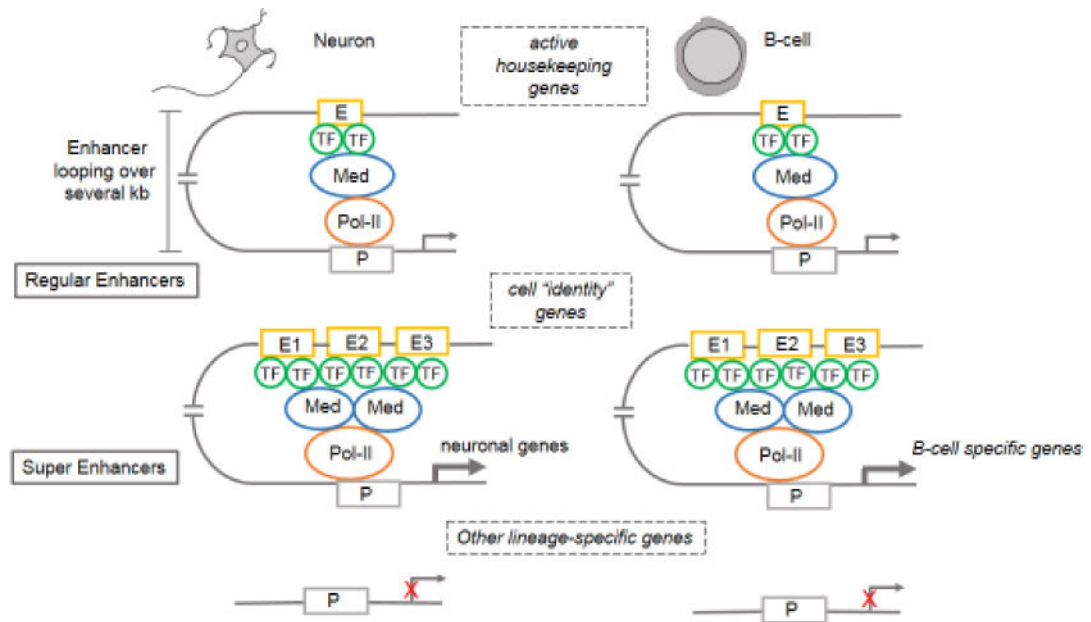 Neuron
active
housekeeping
genes
B-cell
E
TF TF
Med
Pol-II
P
E
TF TF
Med
Pol-II
P
Enhancer
looping over
several kb
Regular Enhancers
cell “identity”
genes
E1 E2 E3
TF TF TF TF TF TF
Med Med
Pol-II
P
neuronal genes
E1 E2 E3
TF TF TF TF TF TF
Med Med
Pol-II
P
B-cell specific genes
Super Enhancers
Other lineage-specific genes
P
X
P
X